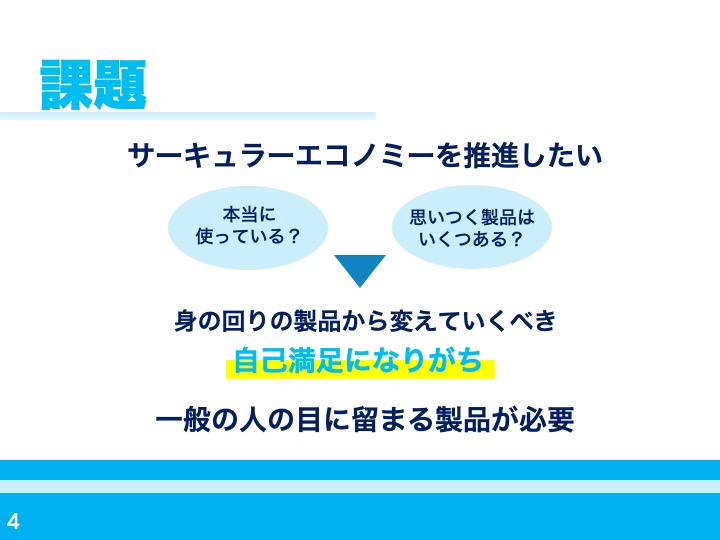 課題
サーキュラーエコノミーを推進したい
本当に
使っている？
思いつく製品は
いくつある？
身の回りの製品から変えていくべき
自己満足になりがち
一般の人の目に留まる製品が必要
4